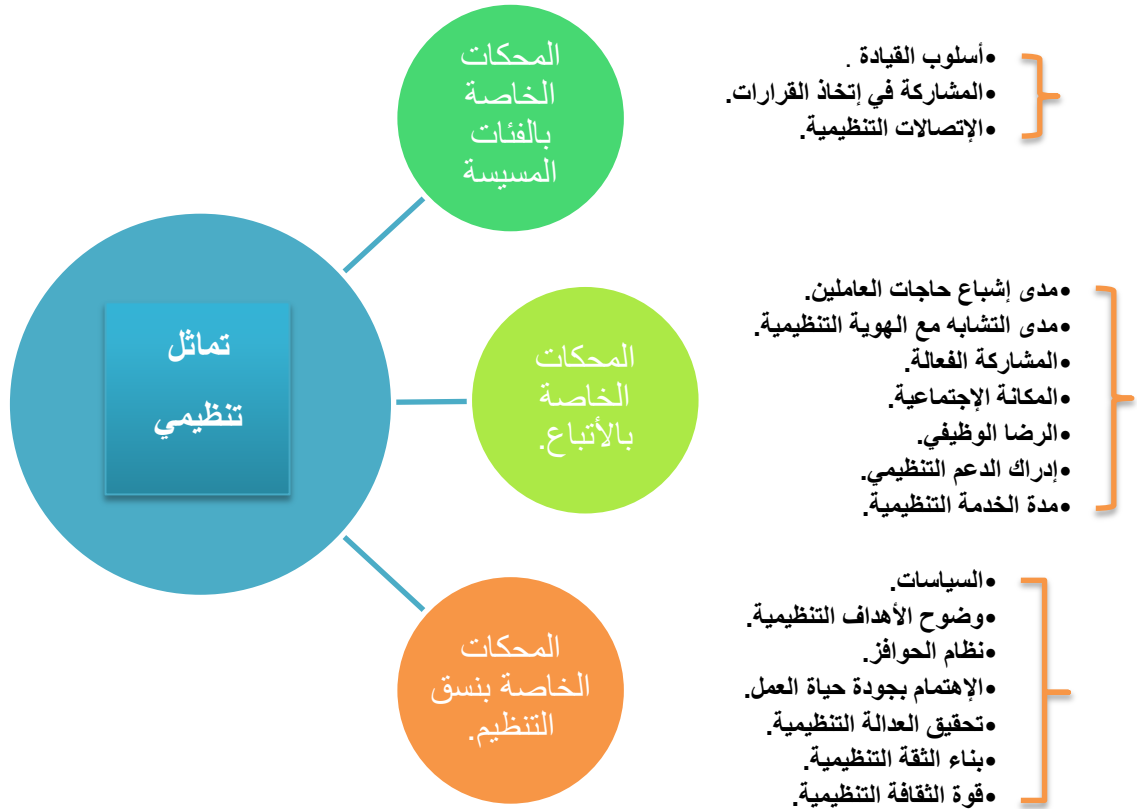 المحكات
الخاصة
بالفئات
المسيسة
•أسلوب القيادة .
•المشاركة في إتخاذ القرارات.
•الإتصالات التنظيمية.
تماثل
تنظيمي
المحكات
الخاصة
بالأتباع.
•مدى إشباع حاجات العاملين.
•مدى التشابه مع الهوية التنظيمية.
•المشاركة الفعالة.
•المكانة الإجتماعية.
•الرضا الوظيفي.
•إدراك الدعم التنظيمي.
•مدة الخدمة التنظيمية.
المحكات
الخاصة بنسق
التنظيم.
•السياسات.
•وضوح الأهداف التنظيمية.
•نظام الحوافز.
•الإهتمام بجودة حياة العمل.
•تحقيق العدالة التنظيمية.
•بناء الثقة التنظيمية.
•قوة الثقافة التنظيمية.